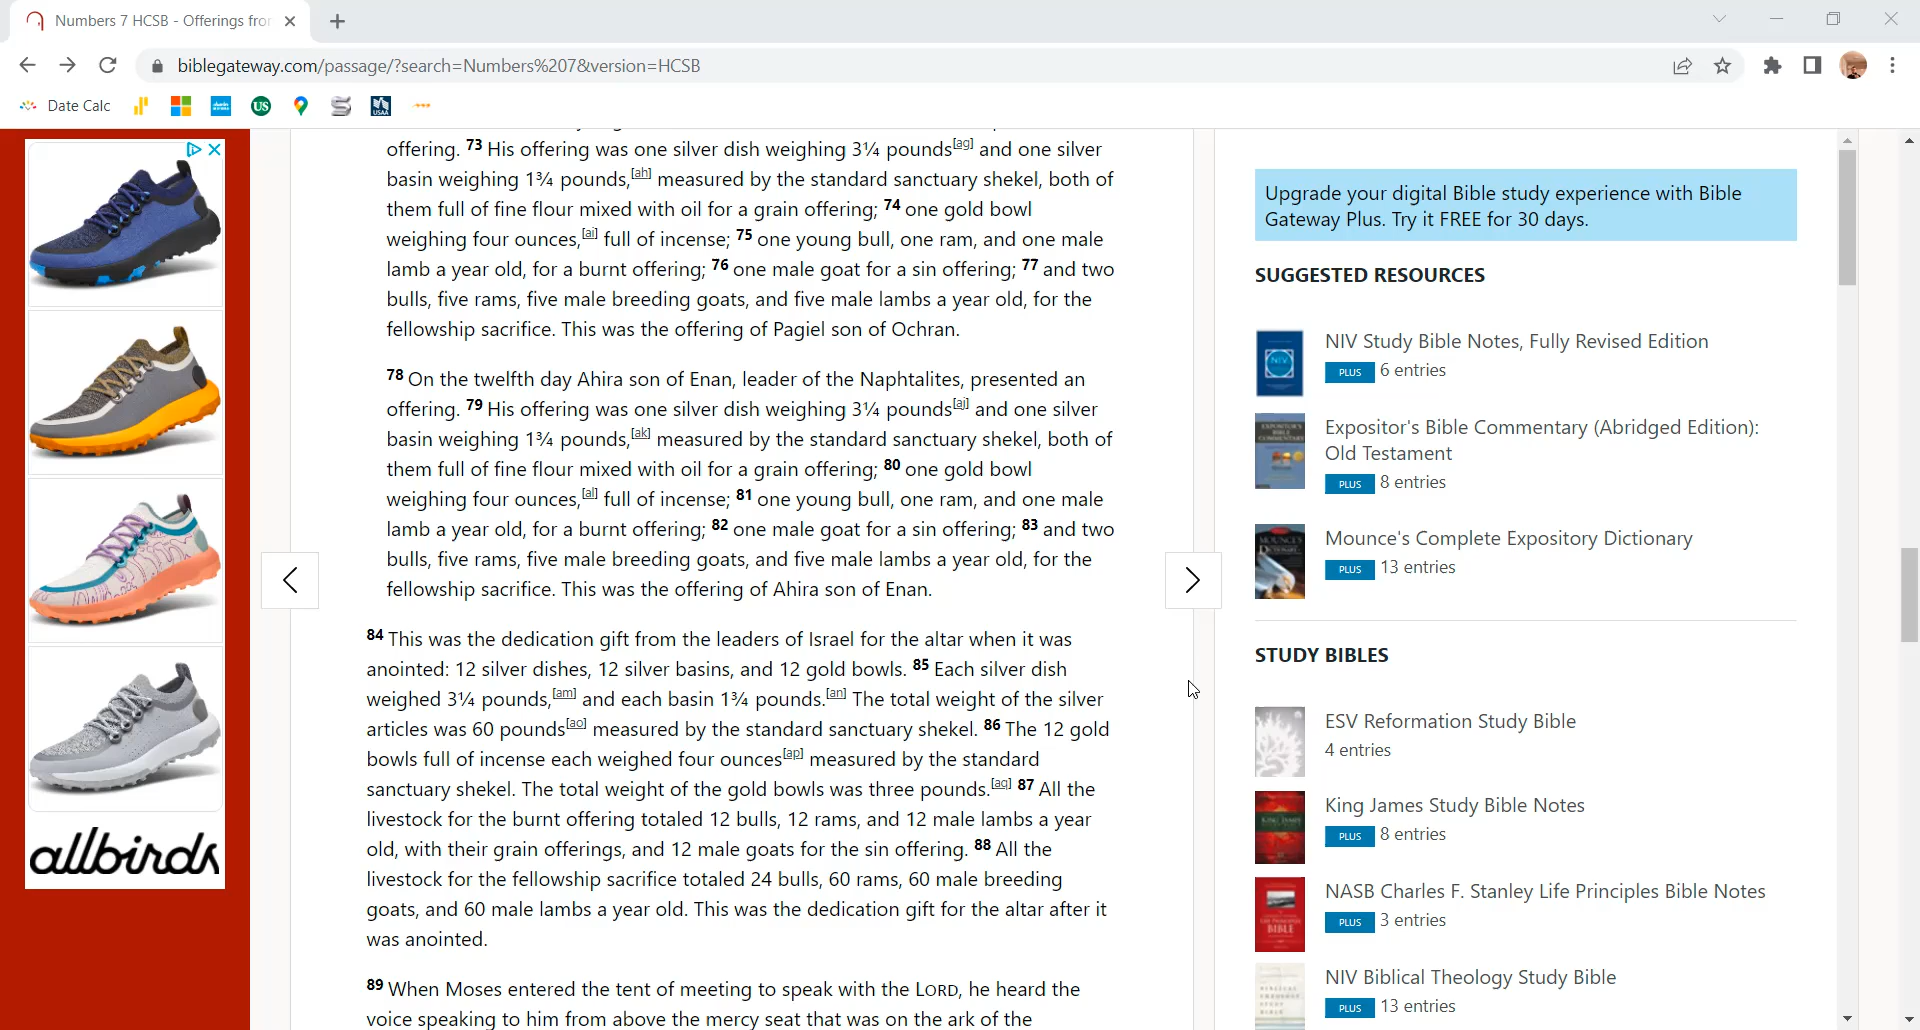 Numbers 7 HCSB - Offerings fro
biblegateway.com/passage/?search=Numbers%207&version=HCSB
Date Calc
US
USAA
allbirds
offering. 73 His offering was one silver dish weighing 3¼ pounds[ag] and one silver
basin weighing 1¾ pounds,[ah] measured by the standard sanctuary shekel, both of
them full of fine flour mixed with oil for a grain offering; 74 one gold bowl
weighing four ounces,[ai] full of incense; 75 one young bull, one ram, and one male
lamb a year old, for a burnt offering; 76 one male goat for a sin offering; 77 and two
bulls, five rams, five male breeding goats, and five male lambs a year old, for the
fellowship sacrifice. This was the offering of Pagiel son of Ochran.
78 On the twelfth day Ahira son of Enan, leader of the Naphtalites, presented an
offering. 79 His offering was one silver dish weighing 3¼ pounds[aj] and one silver
basin weighing 1¾ pounds,[ak] measured by the standard sanctuary shekel, both of
them full of fine flour mixed with oil for a grain offering; 80 one gold bowl
weighing four ounces,[al] full of incense; 81 one young bull, one ram, and one male
lamb a year old, for a burnt offering; 82 one male goat for a sin offering; 83 and two
bulls, five rams, five male breeding goats, and five male lambs a year old, for the
fellowship sacrifice. This was the offering of Ahira son of Enan.
84 This was the dedication gift from the leaders of Israel for the altar when it was
anointed: 12 silver dishes, 12 silver basins, and 12 gold bowls. 85 Each silver dish
weighed 3¼ pounds,[am] and each basin 1¾ pounds.[an] The total weight of the silver
articles was 60 pounds[ao] measured by the standard sanctuary shekel. 86 The 12 gold
bowls full of incense each weighed four ounces[ap] measured by the standard
sanctuary shekel. The total weight of the gold bowls was three pounds.[aq] 87 All the
livestock for the burnt offering totaled 12 bulls, 12 rams, and 12 male lambs a year
old, with their grain offerings, and 12 male goats for the sin offering. 88 All the
livestock for the fellowship sacrifice totaled 24 bulls, 60 rams, 60 male breeding
goats, and 60 male lambs a year old. This was the dedication gift for the altar after it
was anointed.
89 When Moses entered the tent of meeting to speak with the LORD, he heard the
voice speaking to him from above the mercy seat that was on the ark of the
Upgrade your digital Bible study experience with Bible
Gateway Plus. Try it FREE for 30 days.
SUGGESTED RESOURCES
NIV
NIV Study Bible Notes, Fully Revised Edition
PLUS 6 entries
Expositor's Bible Commentary (Abridged Edition):
Old Testament
PLUS 8 entries
Mounce's Complete Expository Dictionary
PLUS 13 entries
STUDY BIBLES
ESV Reformation Study Bible
4 entries
King James Study Bible Notes
PLUS 8 entries
NASB Charles F. Stanley Life Principles Bible Notes
PLUS 3 entries
NIV Biblical Theology Study Bible
PLUS 13 entries